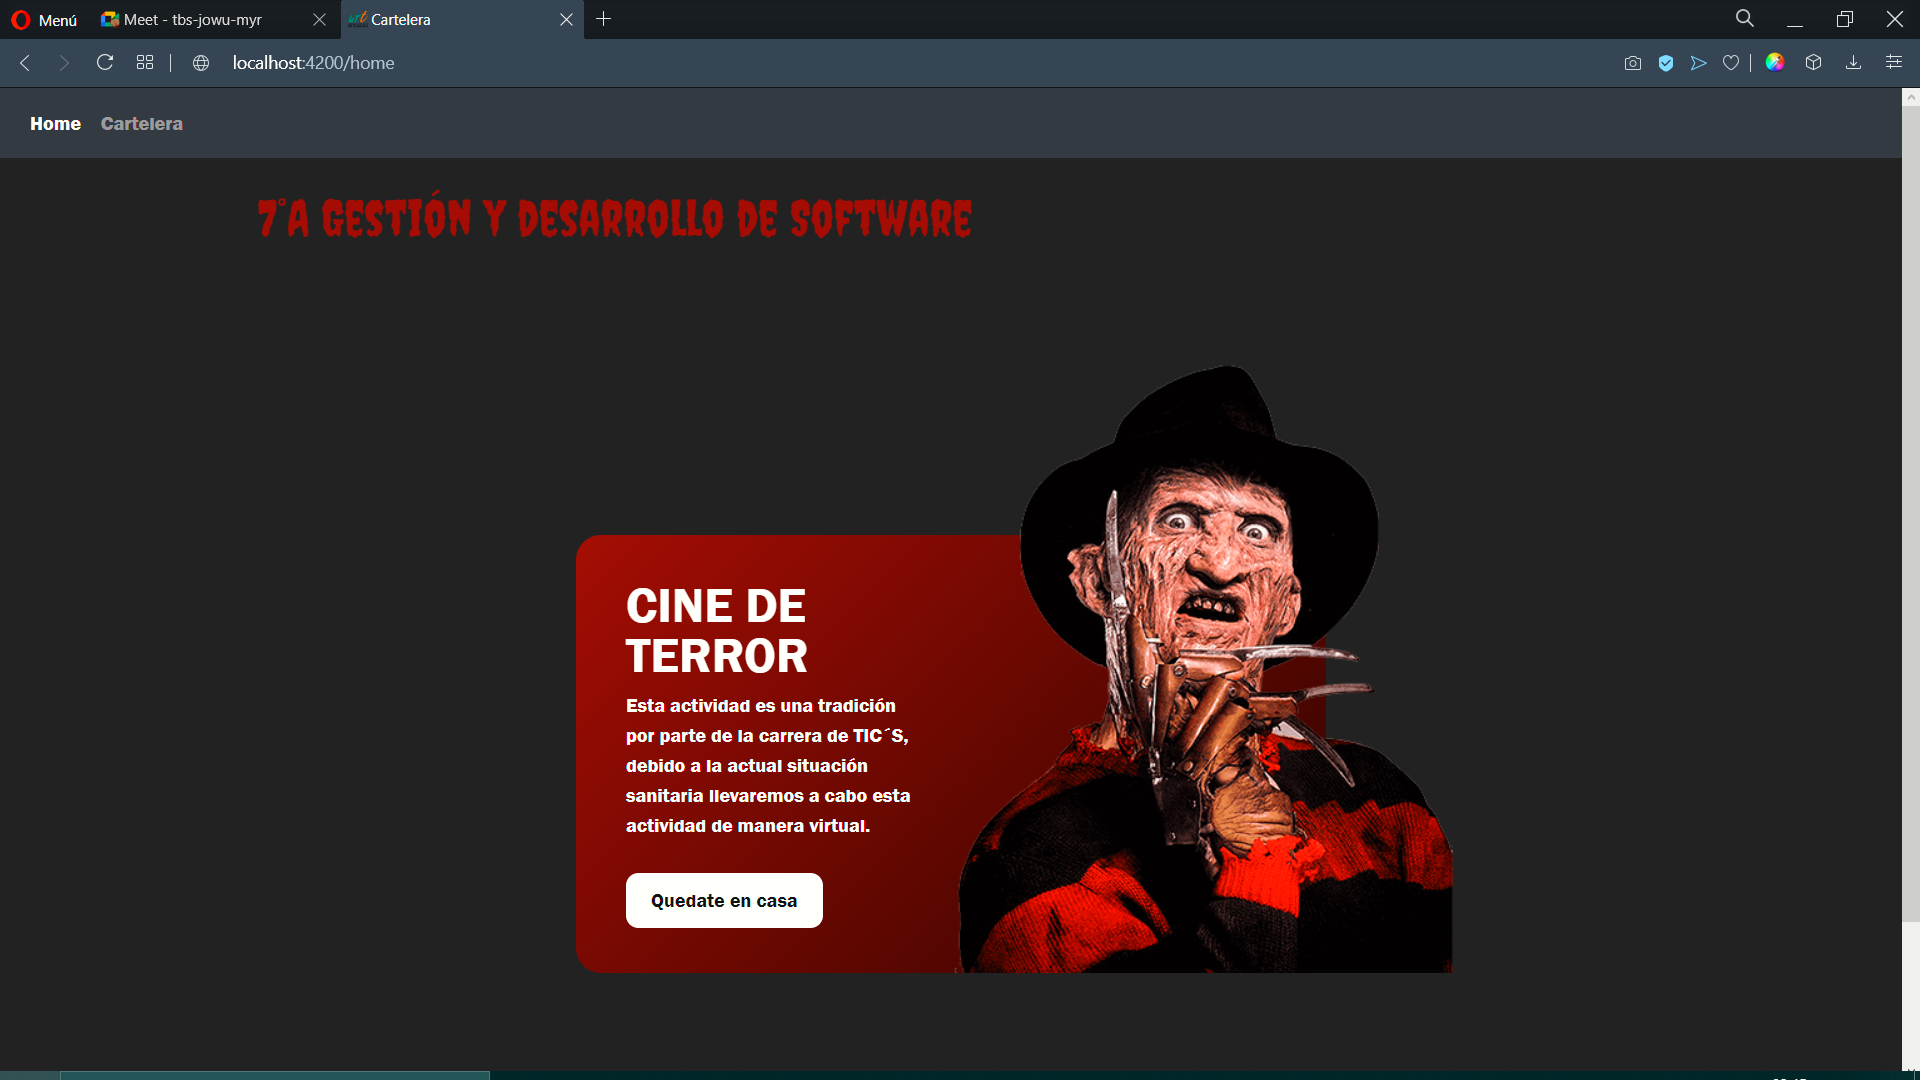 Menú
Meet - tbs-jowu-myr
Cartelera
localhost:4200/home
Home
Cartelera
7°A GESTIÓN Y DESARROLLO DE SOFTWARE
CINE DE
TERROR
Esta actividad es una tradición
por parte de la carrera de TIC´S,
debido a la actual situación
sanitaria llevaremos a cabo esta
actividad de manera virtual.
Quedate en casa